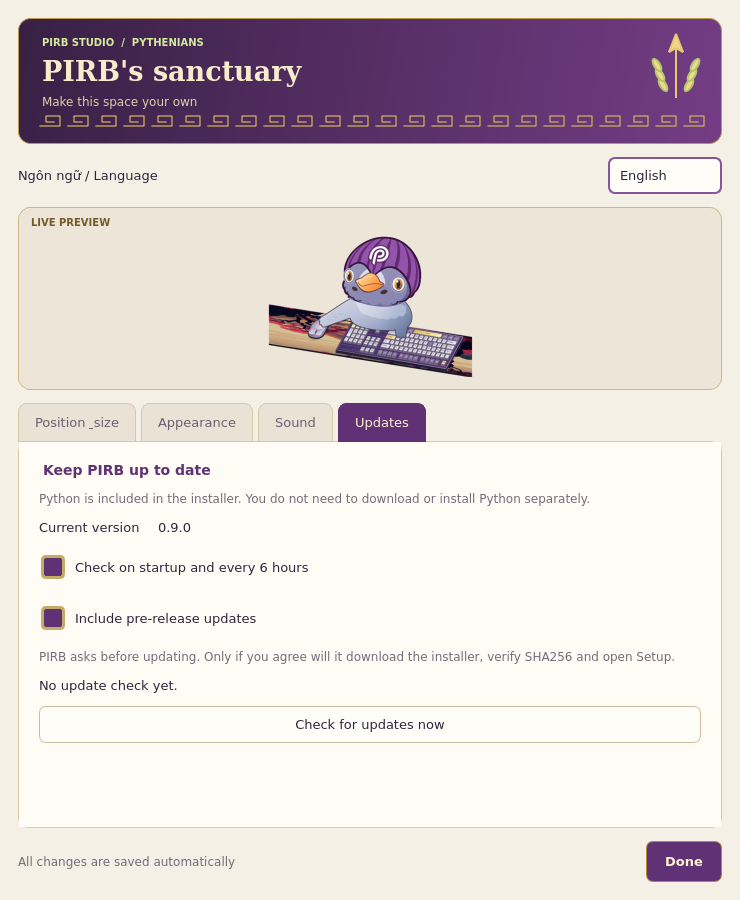 PIRB STUDIO / PYTHENIANS
PIRB's sanctuary
Make this space your own
Ngôn ngữ / Language
English
LIVE PREVIEW
Position _size
Appearance
Sound
Updates
Keep PIRB up to date
Python is included in the installer. You do not need to download or install Python separately.
Current version 0.9.0
Check on startup and every 6 hours
Include pre-release updates
PIRB asks before updating. Only if you agree will it download the installer, verify SHA256 and open Setup.
No update check yet.
Check for updates now
All changes are saved automatically
Done